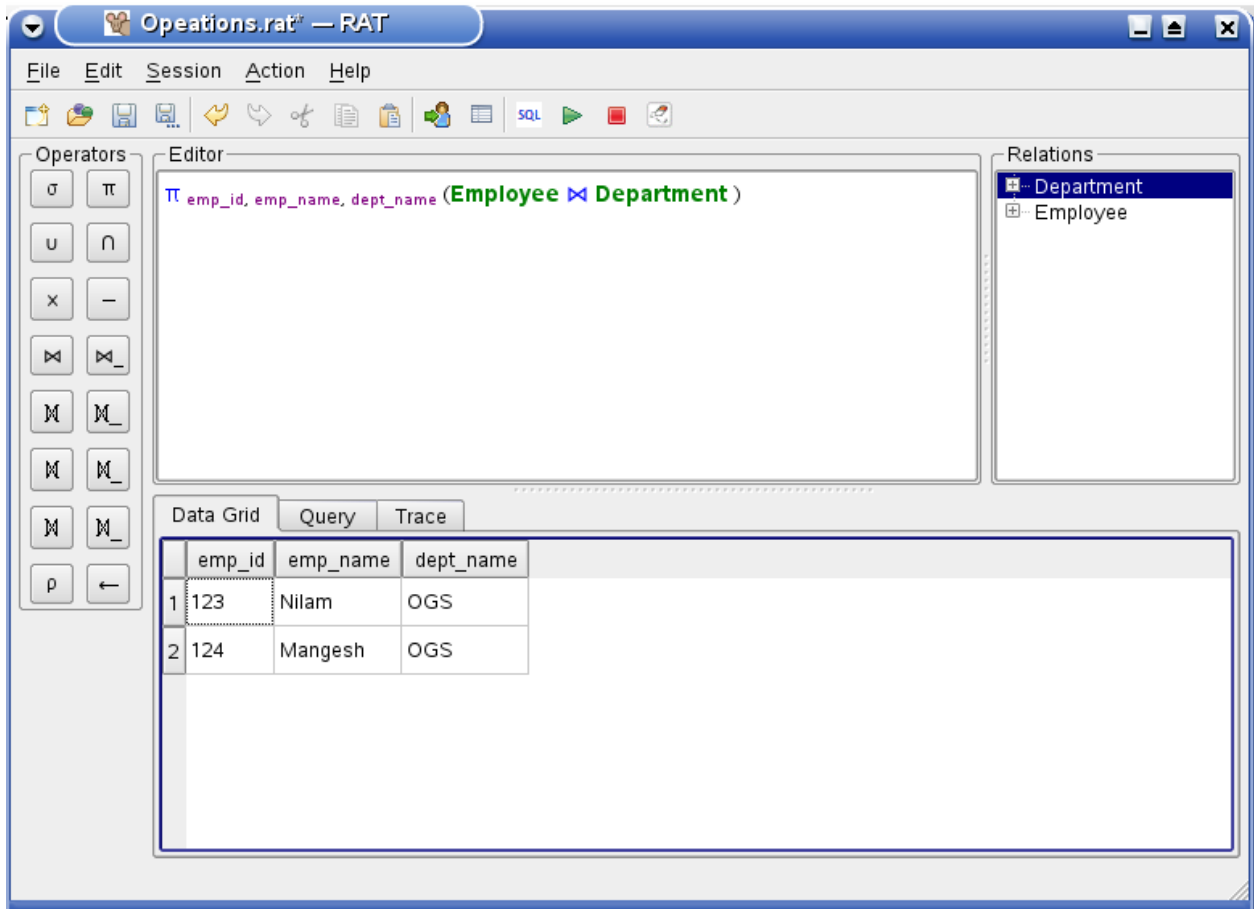 Opeations.rat* — RAT
File Edit Session Action Help
SQL
Operators
σ π
∪ ∩
× −
⋈ ⋈_
ρ ←
Editor
π emp_id, emp_name, dept_name (Employee ⋈ Department )
Relations
Department
Employee
Data Grid Query Trace
emp_id emp_name dept_name
1 123 Nilam OGS
2 124 Mangesh OGS